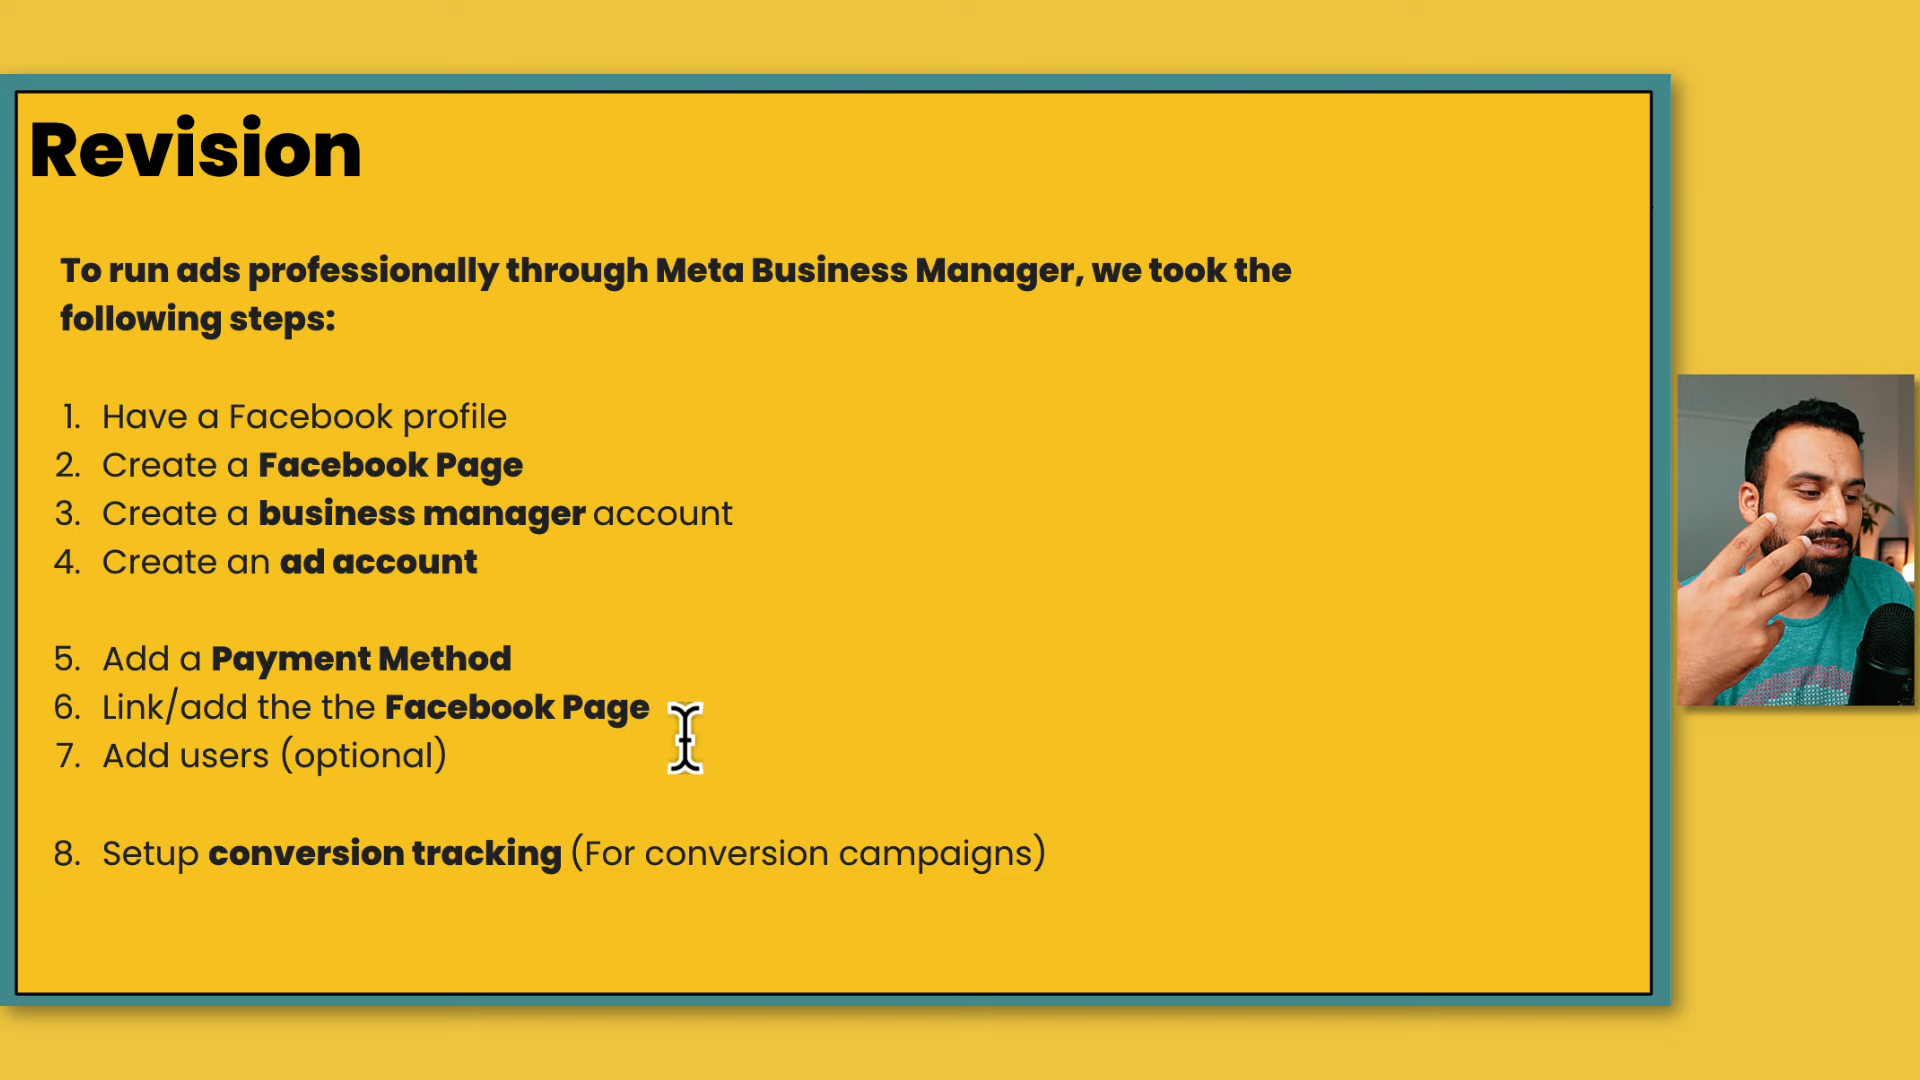 Revision
To run ads professionally through Meta Business Manager, we took the
following steps:
1. Have a Facebook profile
2. Create a Facebook Page
3. Create a business manager account
4. Create an ad account
5. Add a Payment Method
6. Link/add the the Facebook Page
7. Add users (optional)
8. Setup conversion tracking (For conversion campaigns)